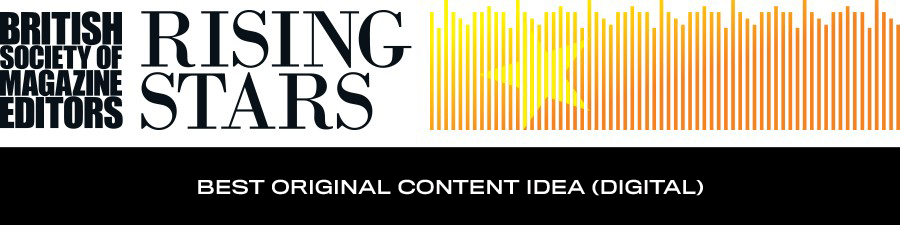 BRITISH
SOCIETY OF
MAGAZINE
EDITORS
RISING
STARS
BEST ORIGINAL CONTENT IDEA (DIGITAL)